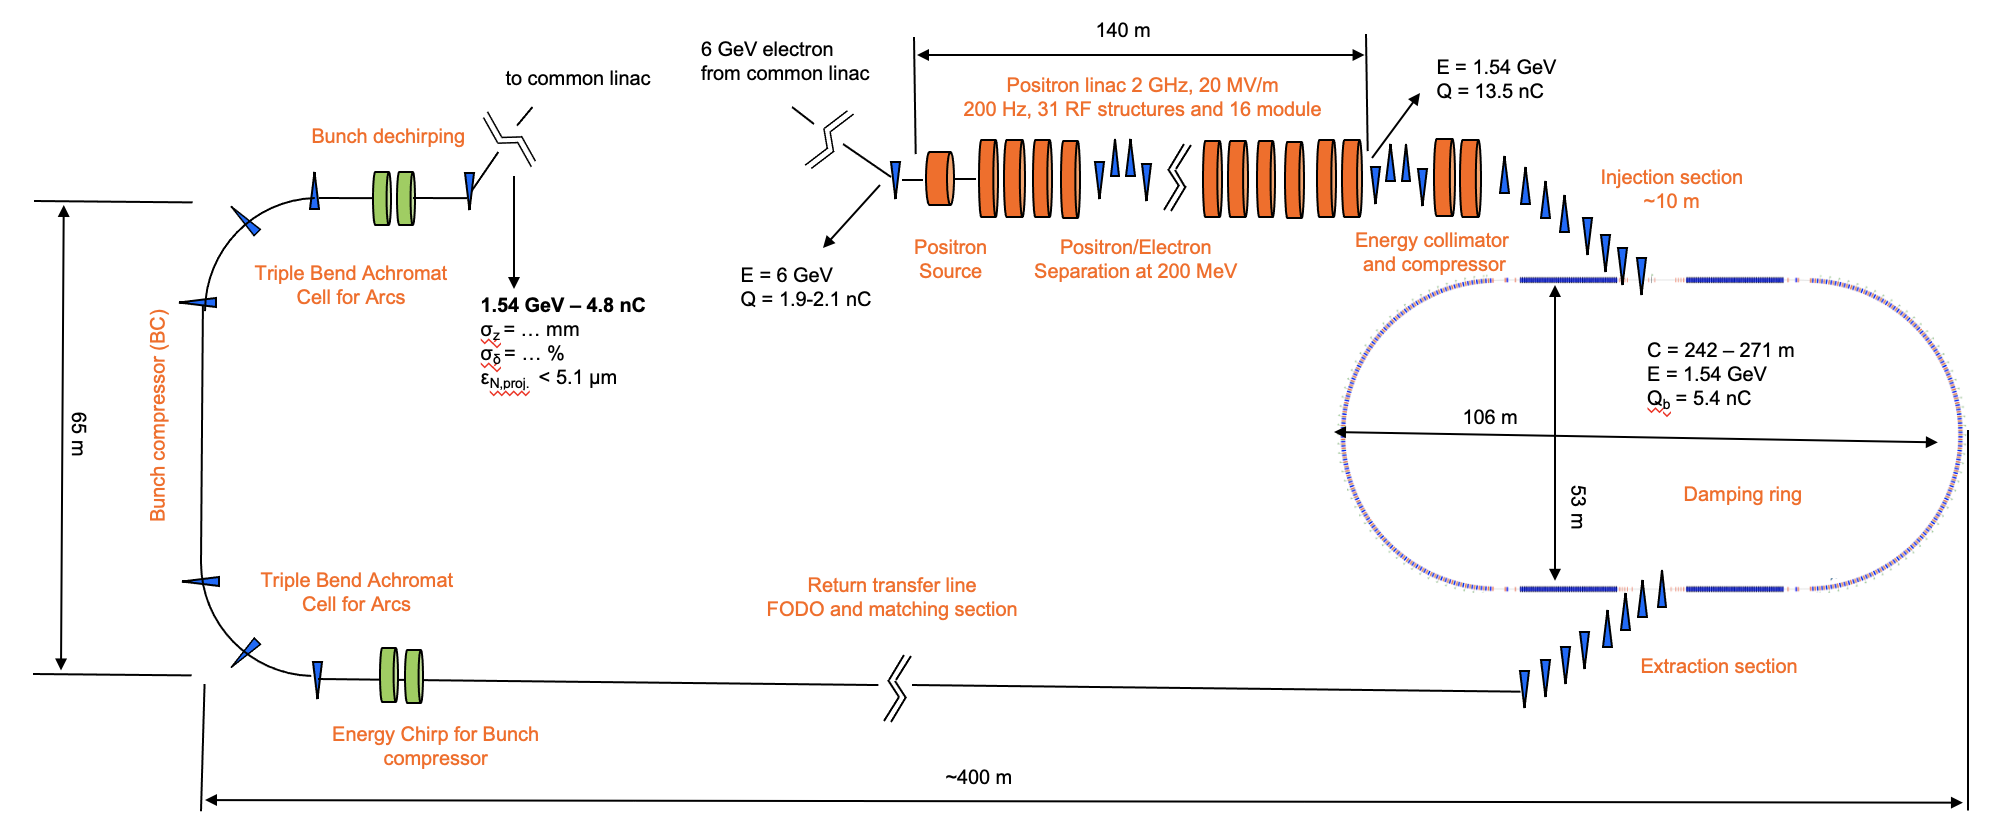 140 m
6 GeV electron
from common linac
to common linac
E = 1.54 GeV
Q = 13.5 nC
Positron linac 2 GHz, 20 MV/m
200 Hz, 31 RF structures and 16 module
Bunch dechirping
Injection section
~10 m
Positron
Source
Positron/Electron
Separation at 200 MeV
Energy collimator
and compressor
Triple Bend Achromat
Cell for Arcs
E = 6 GeV
Q = 1.9-2.1 nC
1.54 GeV – 4.8 nC
σz = … mm
σδ = … %
εN,proj. < 5.1 µm
Bunch compressor (BC)
65 m
C = 242 – 271 m
E = 1.54 GeV
Qb = 5.4 nC
106 m
53 m
Damping ring
Triple Bend Achromat
Cell for Arcs
Return transfer line
FODO and matching section
Extraction section
Energy Chirp for Bunch
compressor
~400 m